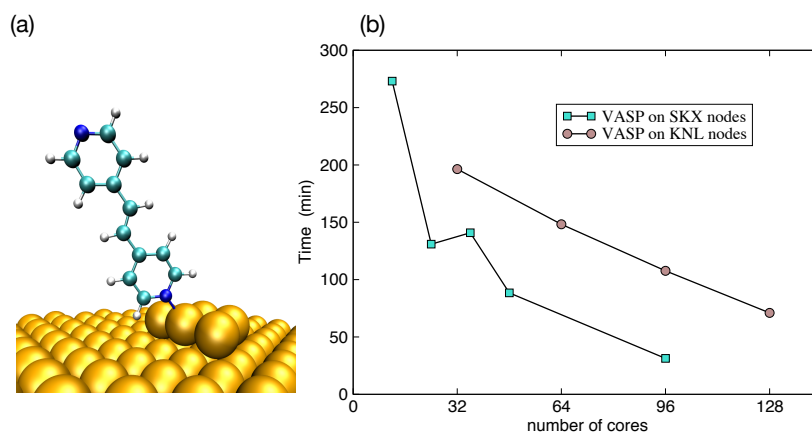 (a)
(b)
300
250
200
150
100
50
0
Time (min)
VASP on SKX nodes
VASP on KNL nodes
0 32 64 96 128
number of cores